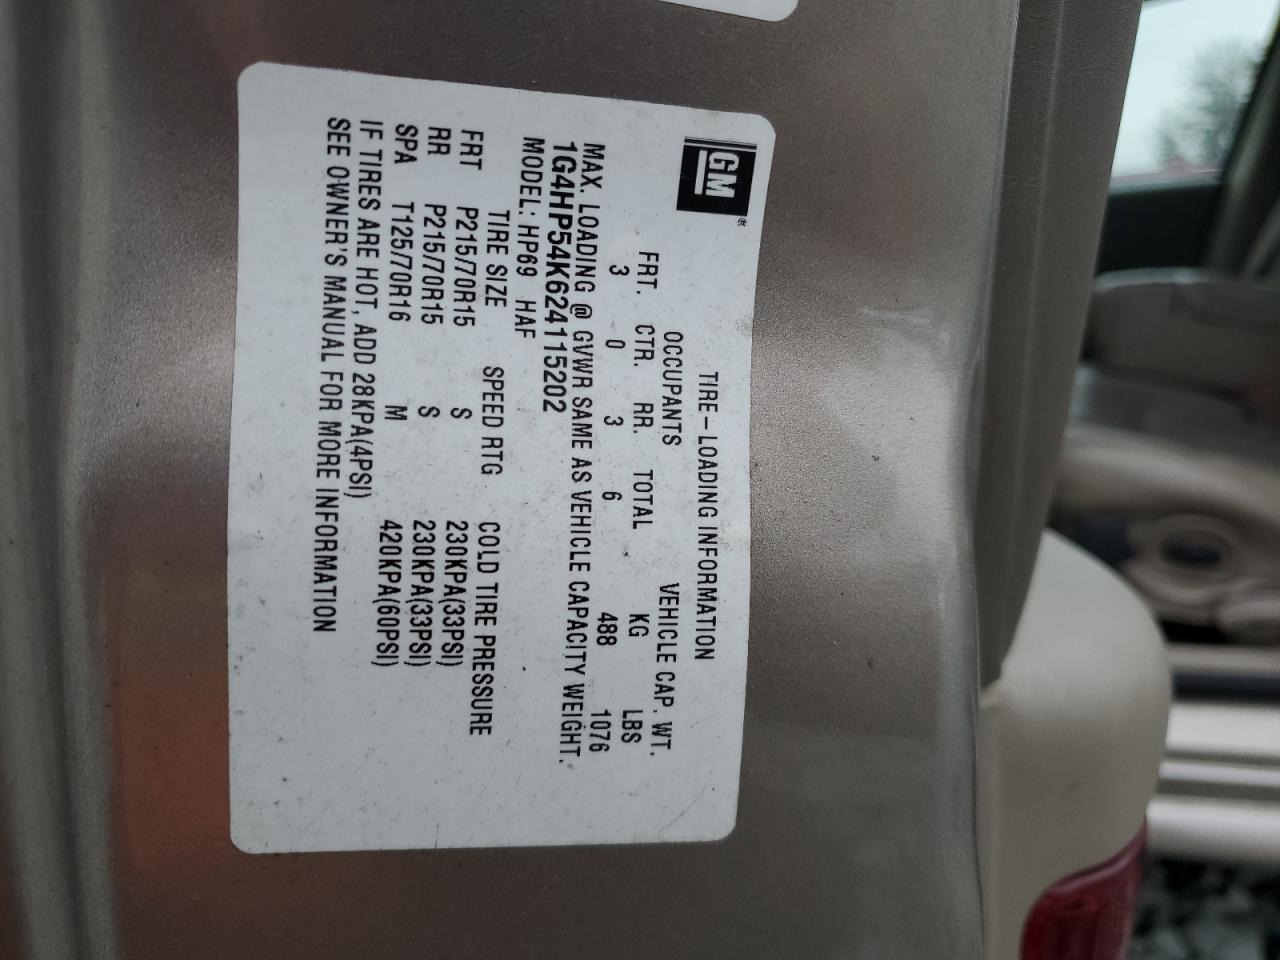 GM®
TIRE-LOADING INFORMATION
OCCUPANTS VEHICLE CAP. WT.
FRT. CTR. RR. TOTAL KG LBS
3 0 3 6 488 1076
MAX. LOADING @ GVWR SAME AS VEHICLE CAPACITY WEIGHT.
1G4HP54K624115202
MODEL: HP69 HAF
TIRE SIZE SPEED RTG COLD TIRE PRESSURE
FRT P215/70R15 S 230KPA(33PSI)
RR P215/70R15 S 230KPA(33PSI)
SPA T125/70R16 M 420KPA(60PSI)
IF TIRES ARE HOT, ADD 28KPA(4PSI)
SEE OWNER'S MANUAL FOR MORE INFORMATION